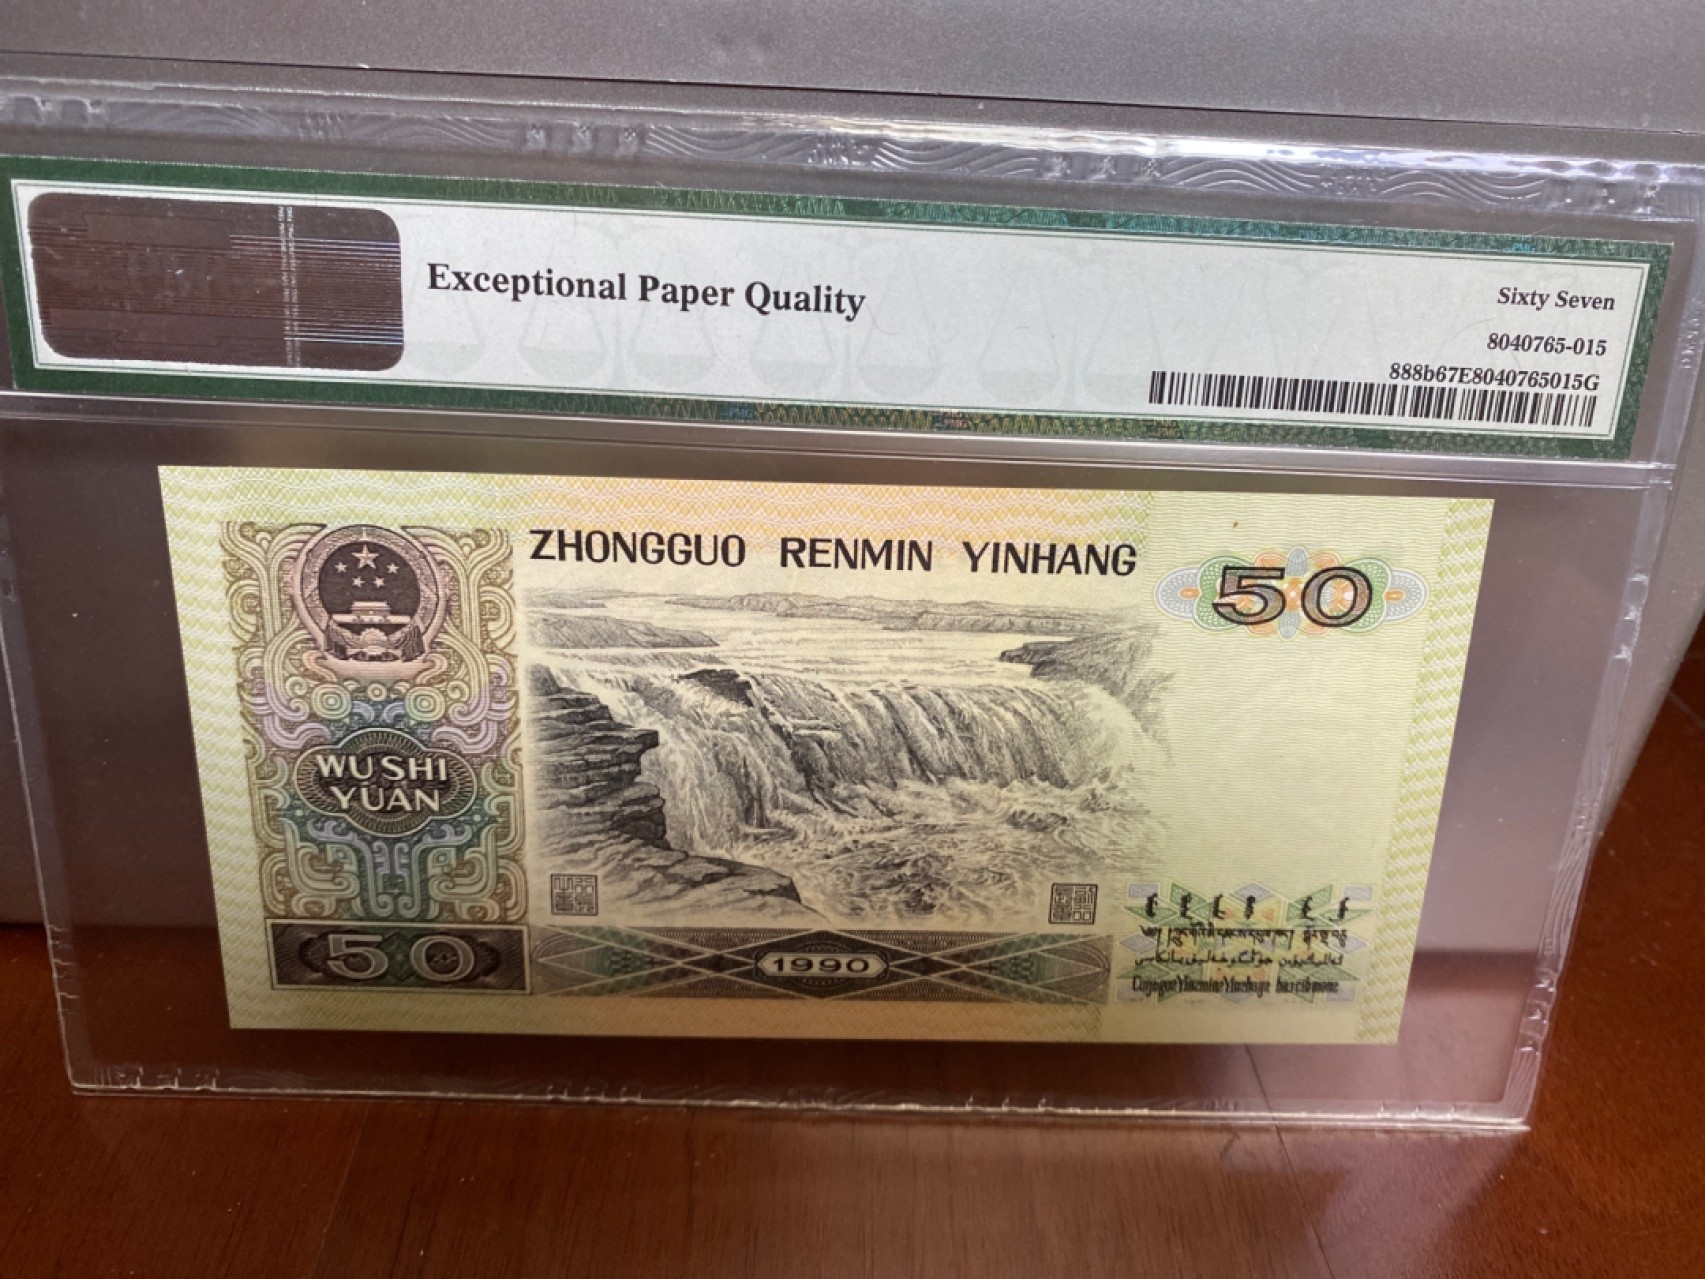 Exceptional Paper Quality
Sixty Seven
8040765-015
888b67E8040765015G
ZHONGGUO RENMIN YINHANG
50
WU SHI
YUAN
50
1990